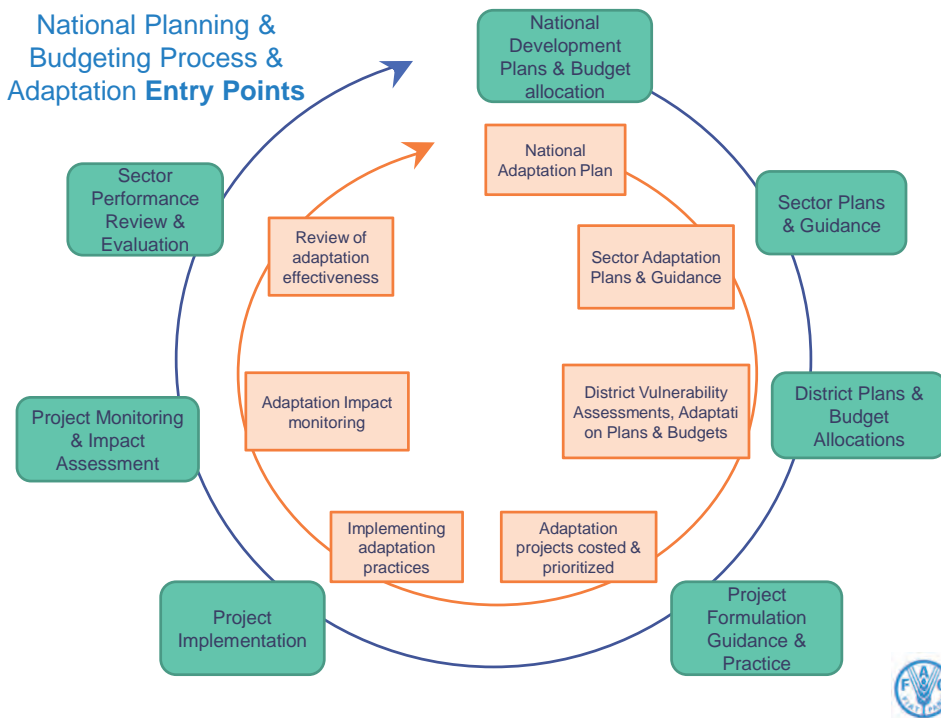 National Planning &
Budgeting Process &
Adaptation Entry Points
National
Development
Plans & Budget
allocation
National
Adaptation Plan
Sector
Performance
Review &
Evaluation
Sector Plans
& Guidance
Review of
adaptation
effectiveness
Sector Adaptation
Plans & Guidance
District Vulnerability
Assessments, Adaptati
on Plans & Budgets
District Plans &
Budget
Allocations
Adaptation Impact
monitoring
Project Monitoring
& Impact
Assessment
Implementing
adaptation
practices
Adaptation
projects costed &
prioritized
Project
Implementation
Project
Formulation
Guidance &
Practice
F A
FIAT PA